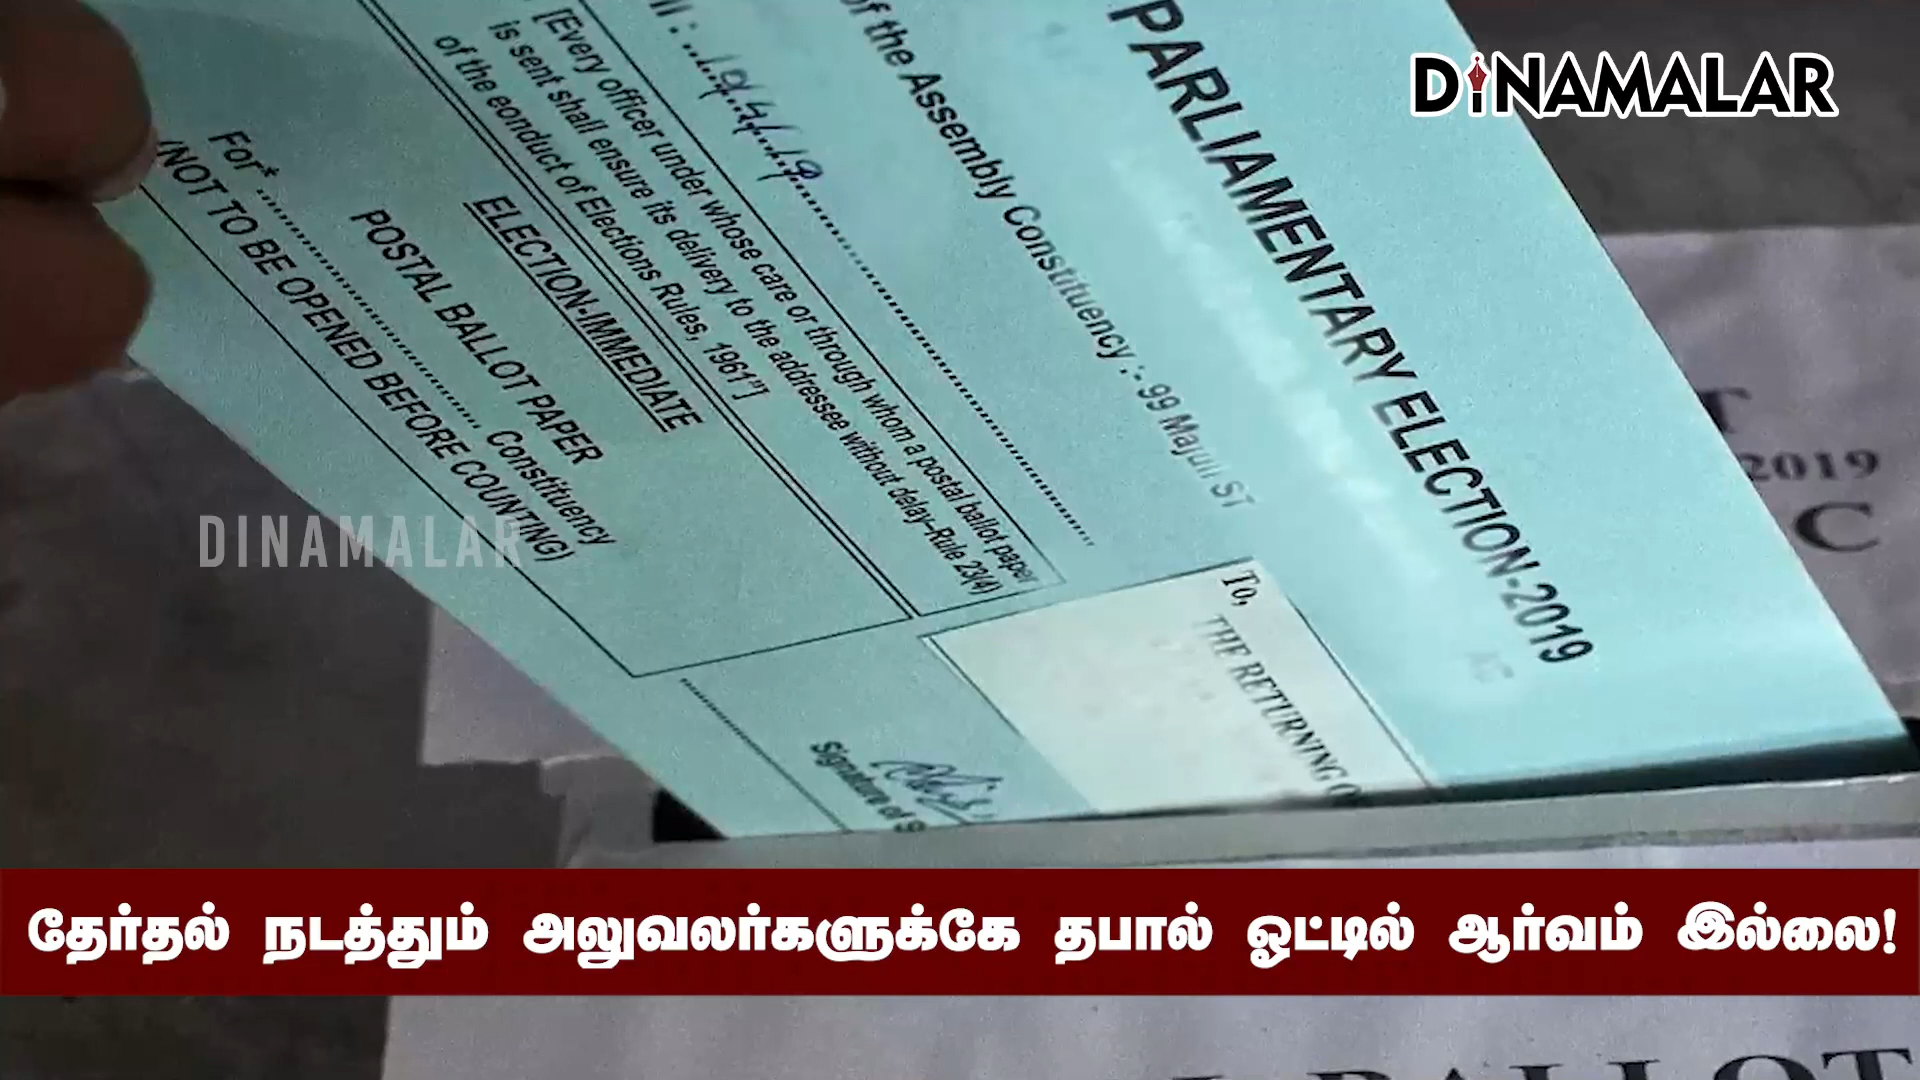 DINAMALAR
PARLIAMENTARY ELECTION-2019
of the Assembly Constituency :- 99 Majuli ST
[Every officer under whose care or through whom a postal ballot paper
is sent shall ensure its delivery to the addressee without delay–Rule 23(4)
of the conduct of Elections Rules, 1961"]
ELECTION-IMMEDIATE
POSTAL BALLOT PAPER
For* Constituency
(NOT TO BE OPENED BEFORE COUNTING)
To,
THE RETURNING
Signature of
2019
C
DINAMALAR
தேர்தல் நடத்தும் அலுவலர்களுக்கே தபால் ஓட்டில் ஆர்வம் இல்லை!
BALLOT